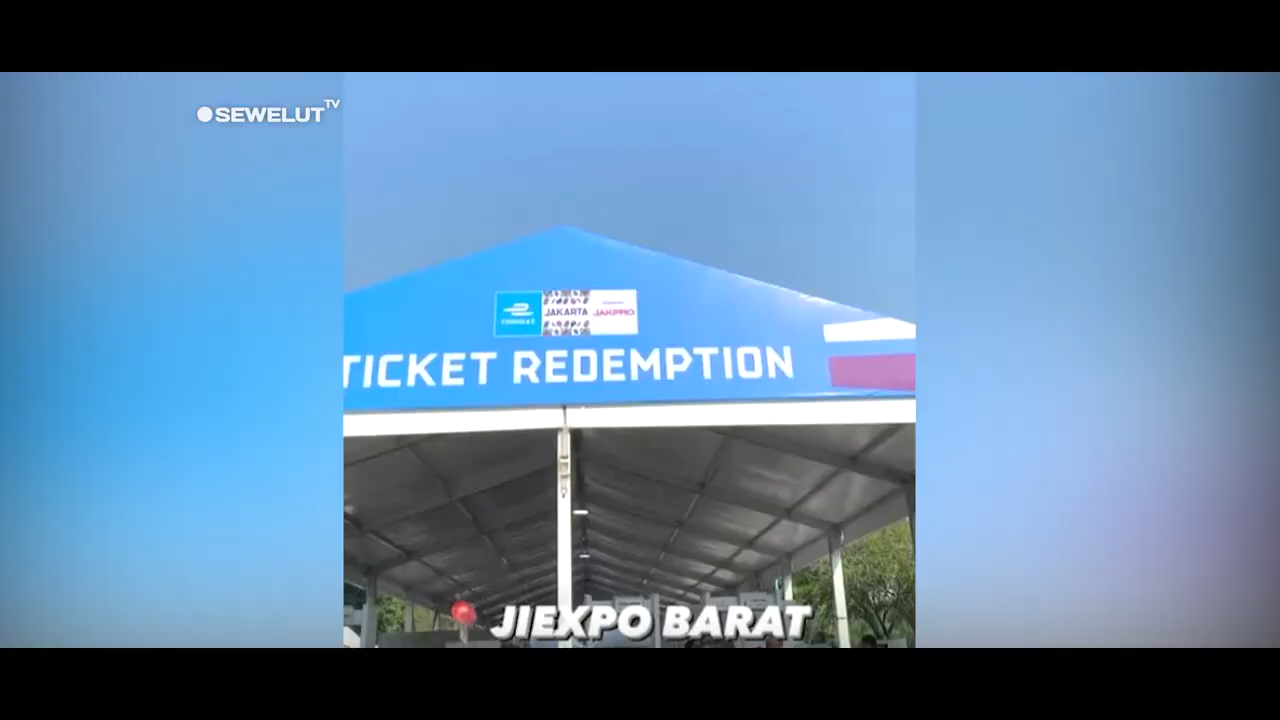 SEWELUT TV
JAKARTA
JAKPRO
TICKET REDEMPTION
JIEXPO BARAT